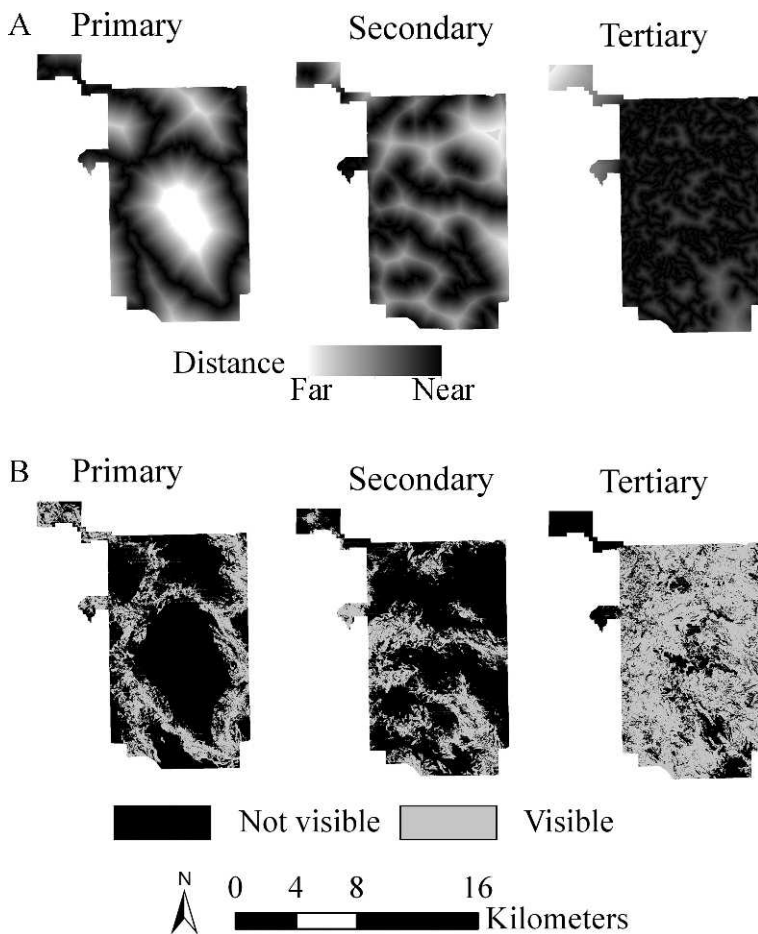 A Primary Secondary Tertiary
Distance
Far Near
B Primary Secondary Tertiary
Not visible Visible
N
0 4 8 16
Kilometers